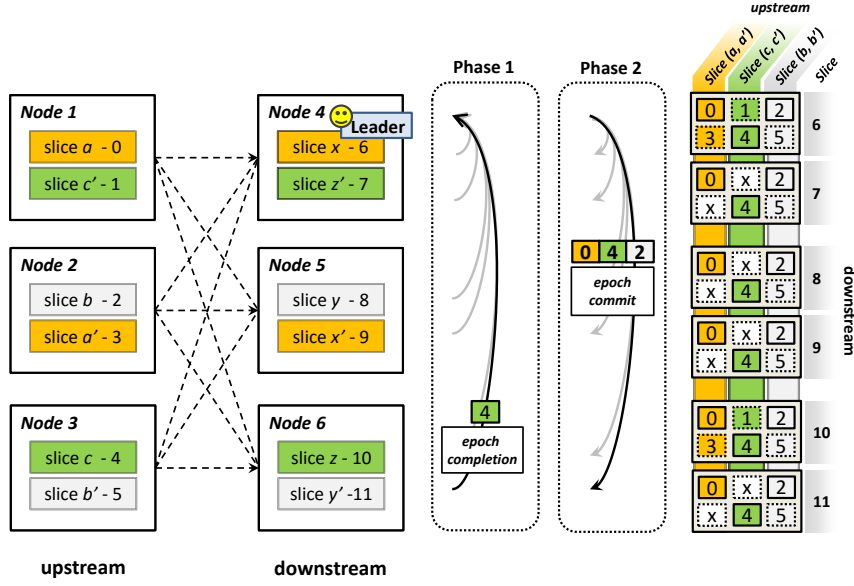 upstream
Slice (a, a')
Slice (c, c')
Slice (b, b')
Slice
Phase 1
Phase 2
Node 1
slice a - 0
slice c' - 1
Node 4
Leader
slice x - 6
slice z' - 7
Node 2
slice b - 2
slice a' - 3
Node 5
slice y - 8
slice x' - 9
Node 3
slice c - 4
slice b' - 5
Node 6
slice z - 10
slice y' -11
upstream
downstream
4
epoch
completion
0 4 2
epoch
commit
0 1 2
3 4 5
6
0 x 2
x 4 5
7
0 x 2
x 4 5
8
0 x 2
x 4 5
9
0 1 2
3 4 5
10
0 x 2
x 4 5
11
downstream